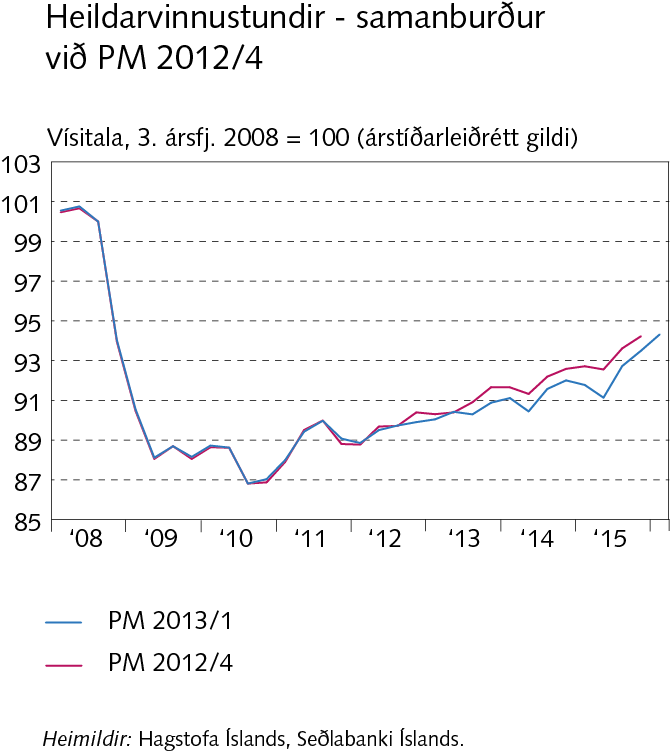 Heildarvinnustundir - samanburður
við PM 2012/4
Vísitala, 3. ársfj. 2008 = 100 (árstíðarleiðrétt gildi)
103
101
99
97
95
93
91
89
87
85
‘08 ‘09 ‘10 ‘11 ‘12 ‘13 ‘14 ‘15
PM 2013/1
PM 2012/4
Heimildir: Hagstofa Íslands, Seðlabanki Íslands.